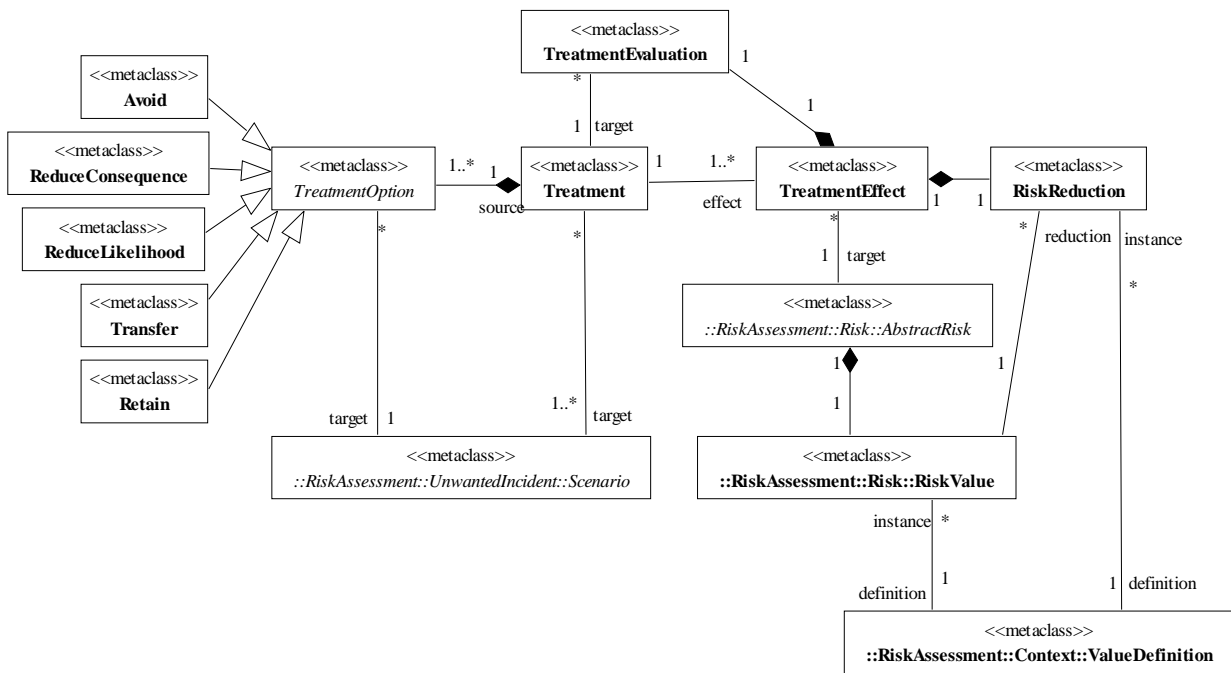 <<metaclass>>
TreatmentEvaluation
1
*
1
1 target
<<metaclass>>
Avoid
<<metaclass>>
ReduceConsequence
<<metaclass>>
ReduceLikelihood
<<metaclass>>
Transfer
<<metaclass>>
Retain
<<metaclass>>
TreatmentOption
1..*
1
source
<<metaclass>>
Treatment
1
1..*
effect
<<metaclass>>
TreatmentEffect
1
1
<<metaclass>>
RiskReduction
*
*
*
* reduction
instance
*
1 target
<<metaclass>>
::RiskAssessment::Risk::AbstractRisk
1
1
1
target 1
1..*
target
<<metaclass>>
::RiskAssessment::UnwantedIncident::Scenario
<<metaclass>>
::RiskAssessment::Risk::RiskValue
instance *
1
definition
1 definition
<<metaclass>>
::RiskAssessment::Context::ValueDefinition